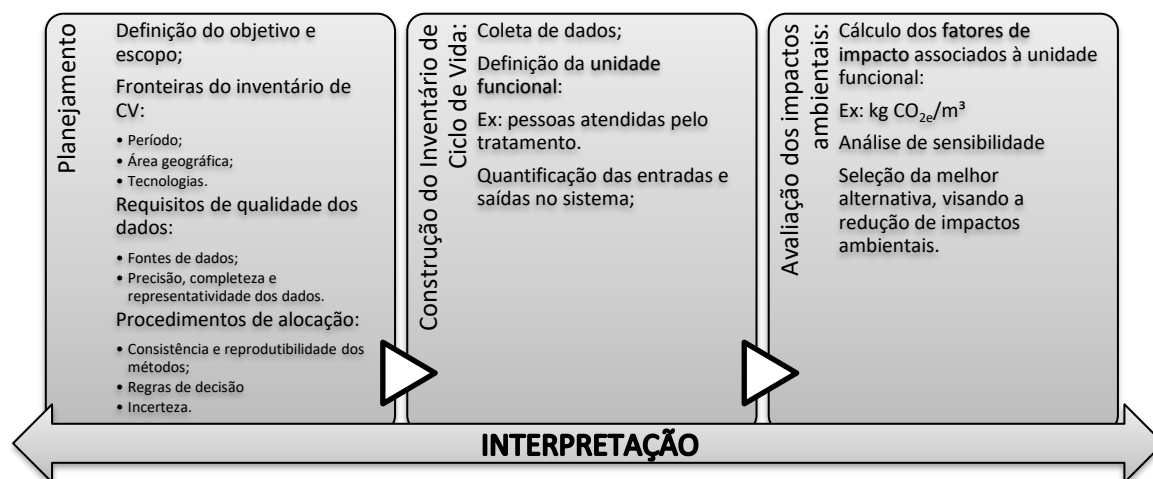 Planejamento
Definição do objetivo e
escopo;
Fronteiras do inventário de
CV:
• Período;
• Área geográfica;
• Tecnologias.
Requisitos de qualidade dos
dados:
• Fontes de dados;
• Precisão, completeza e
representatividade dos dados.
Procedimentos de alocação:
• Consistência e reprodutibilidade dos
métodos;
• Regras de decisão
• Incerteza.
Construção do Inventário de
Ciclo de Vida:
Coleta de dados;
Definição da unidade
funcional:
Ex: pessoas atendidas pelo
tratamento.
Quantificação das entradas e
saídas no sistema;
Avaliação dos impactos
ambientais:
Cálculo dos fatores de
impacto associados à unidade
funcional:
Ex: kg CO₂ₑ/m³
Análise de sensibilidade
Seleção da melhor
alternativa, visando a
redução de impactos
ambientais.
INTERPRETAÇÃO